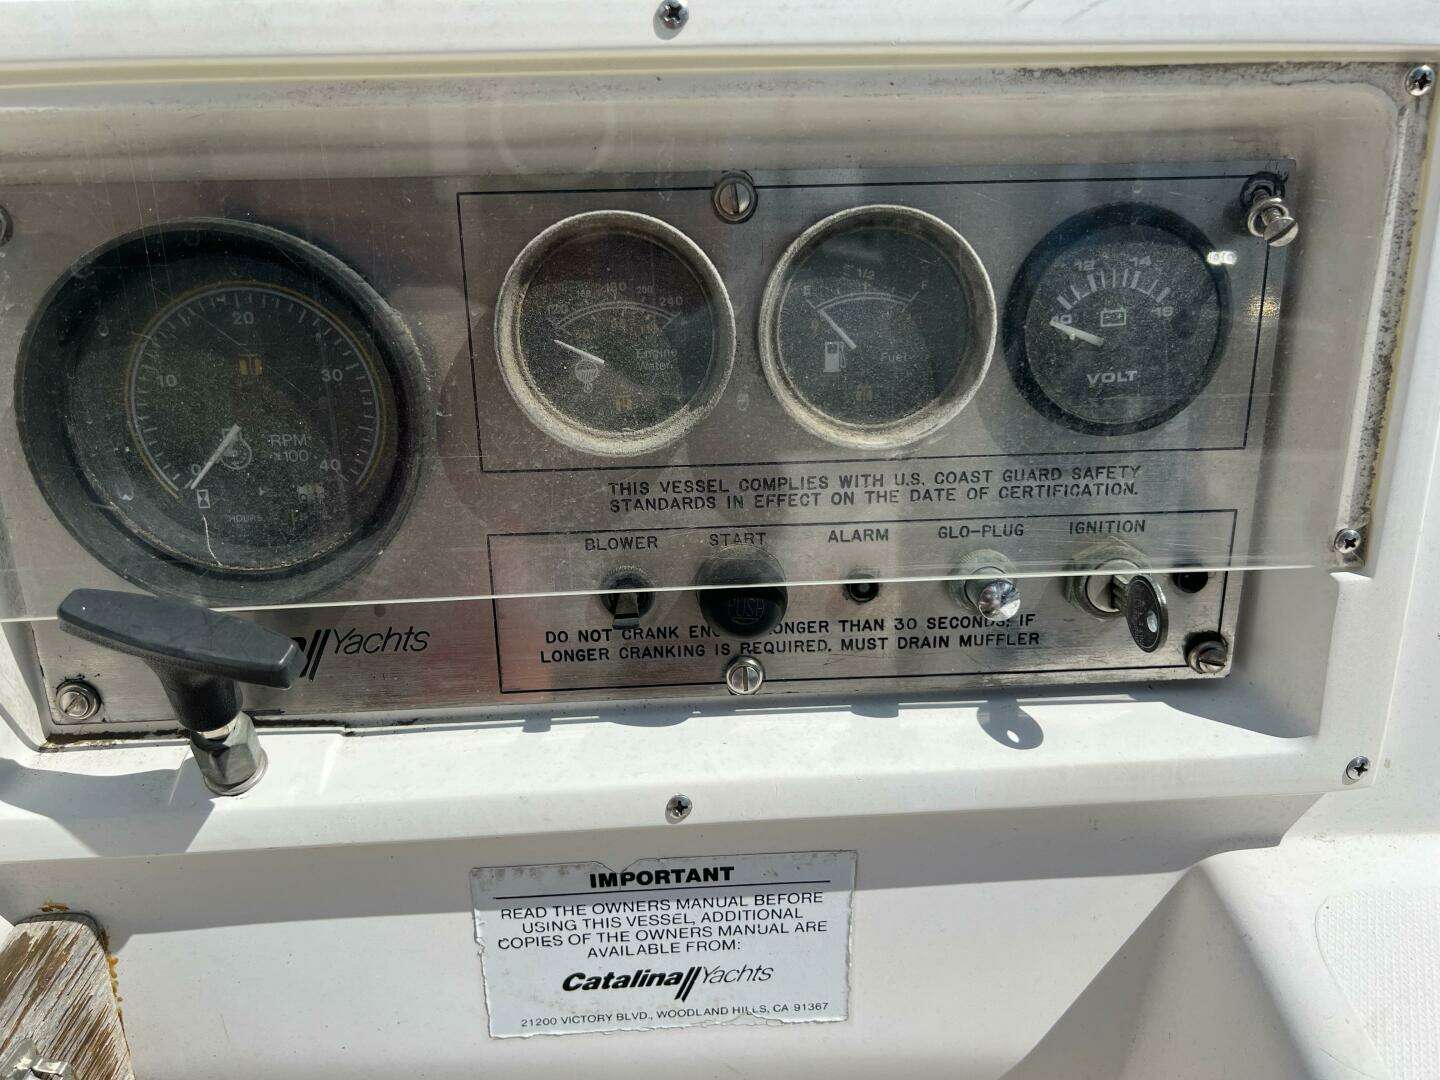 180 200
240
1/2
E F
12 14
10 16
20
10 30
Engine
Water
Fuel
VOLT
RPM
x100
0 40
HOURS
THIS VESSEL COMPLIES WITH U.S. COAST GUARD SAFETY
STANDARDS IN EFFECT ON THE DATE OF CERTIFICATION.
BLOWER START ALARM GLO-PLUG IGNITION
PUSH
DO NOT CRANK LONGER THAN 30 SECONDS. IF
LONGER CRANKING IS REQUIRED, MUST DRAIN MUFFLER
Yachts
IMPORTANT
READ THE OWNERS MANUAL BEFORE
USING THIS VESSEL, ADDITIONAL
COPIES OF THE OWNERS MANUAL ARE
AVAILABLE FROM:
Catalina Yachts
21200 VICTORY BLVD., WOODLAND HILLS, CA 91367